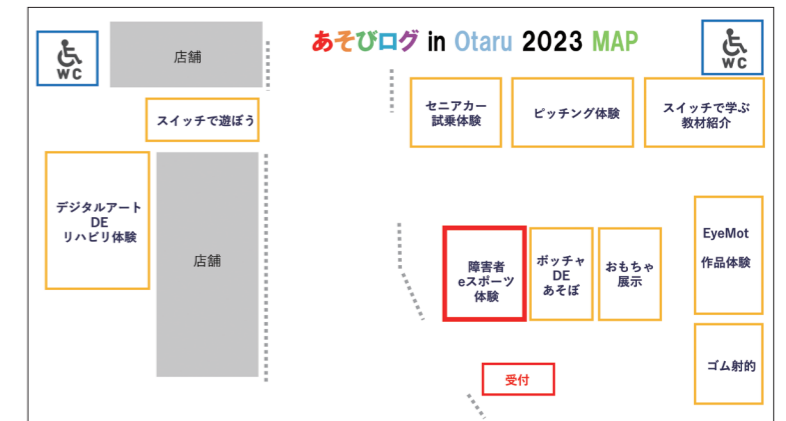 あそびログ in Otaru 2023 MAP
WC
店舗
WC
スイッチで遊ぼう
セニアカー
試乗体験
ピッチング体験
スイッチで学ぶ
教材紹介
デジタルアート
DE
リハビリ体験
店舗
障害者
eスポーツ
体験
ボッチャ
DE
あそぼ
おもちゃ
展示
EyeMot
作品体験
ゴム射的
受付